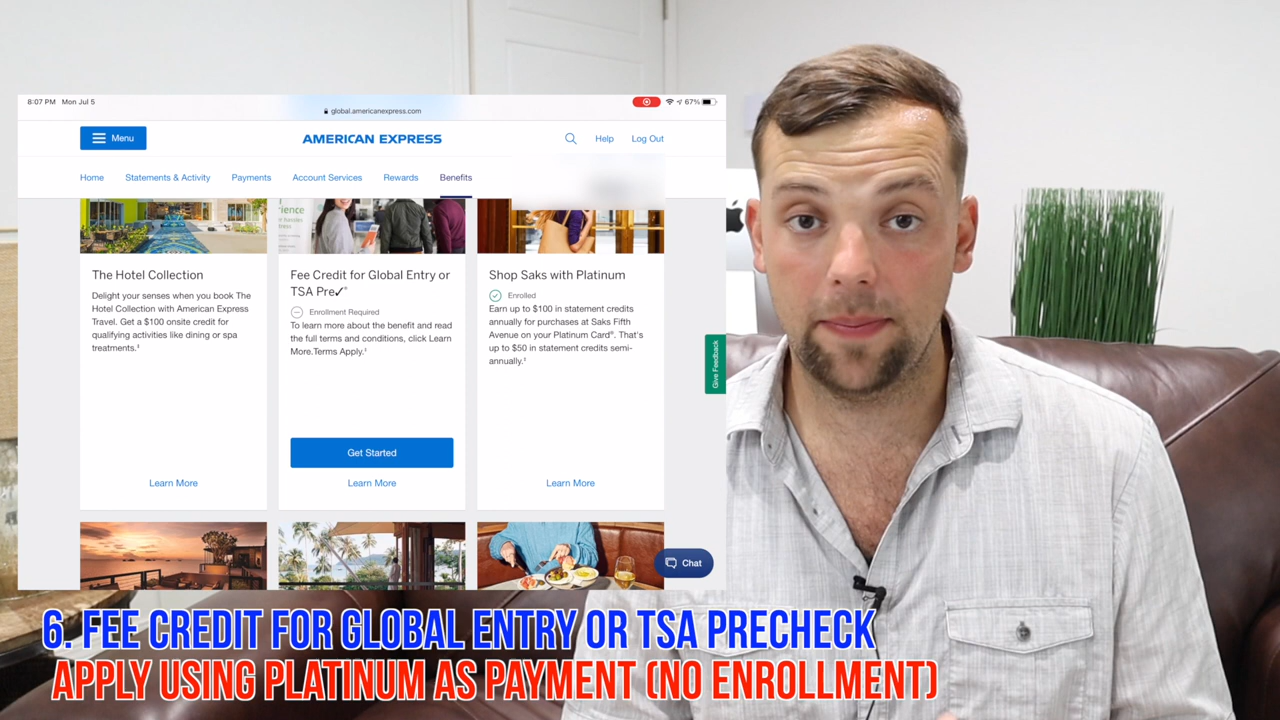 8:07 PM Mon Jul 5
global.americanexpress.com
67%
Menu
AMERICAN EXPRESS
Help
Log Out
Home
Statements & Activity
Payments
Account Services
Rewards
Benefits
The Hotel Collection
Delight your senses when you book The
Hotel Collection with American Express
Travel. Get a $100 onsite credit for
qualifying activities like dining or spa
treatments.‡
Learn More
Fee Credit for Global Entry or
TSA Pre✓®
Enrollment Required
To learn more about the benefit and read
the full terms and conditions, click Learn
More.Terms Apply.‡
Get Started
Learn More
Shop Saks with Platinum
Enrolled
Earn up to $100 in statement credits
annually for purchases at Saks Fifth
Avenue on your Platinum Card®. That's
up to $50 in statement credits semi-
annually.‡
Learn More
Give Feedback
Chat
6. FEE CREDIT FOR GLOBAL ENTRY OR TSA PRECHECK
APPLY USING PLATINUM AS PAYMENT (NO ENROLLMENT)